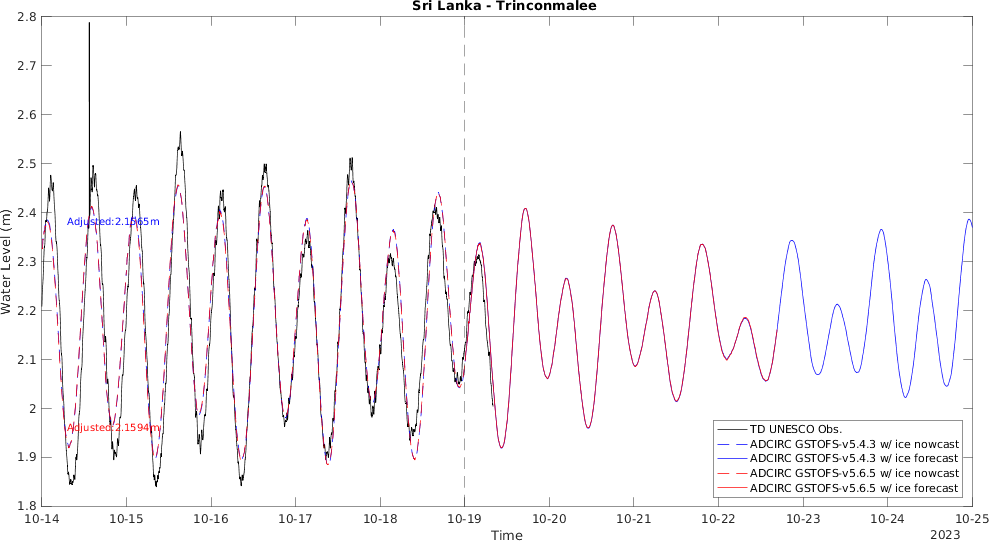 Sri Lanka - Trinconmalee
2.8
2.7
2.6
2.5
2.4
2.3
2.2
2.1
2
1.9
1.8
Water Level (m)
Adjusted:2.1565m
Adjusted:2.1594m
TD UNESCO Obs.
ADCIRC GSTOFS-v5.4.3 w/ ice nowcast
ADCIRC GSTOFS-v5.4.3 w/ ice forecast
ADCIRC GSTOFS-v5.6.5 w/ ice nowcast
ADCIRC GSTOFS-v5.6.5 w/ ice forecast
10-14 10-15 10-16 10-17 10-18 10-19 10-20 10-21 10-22 10-23 10-24 10-25
Time
2023